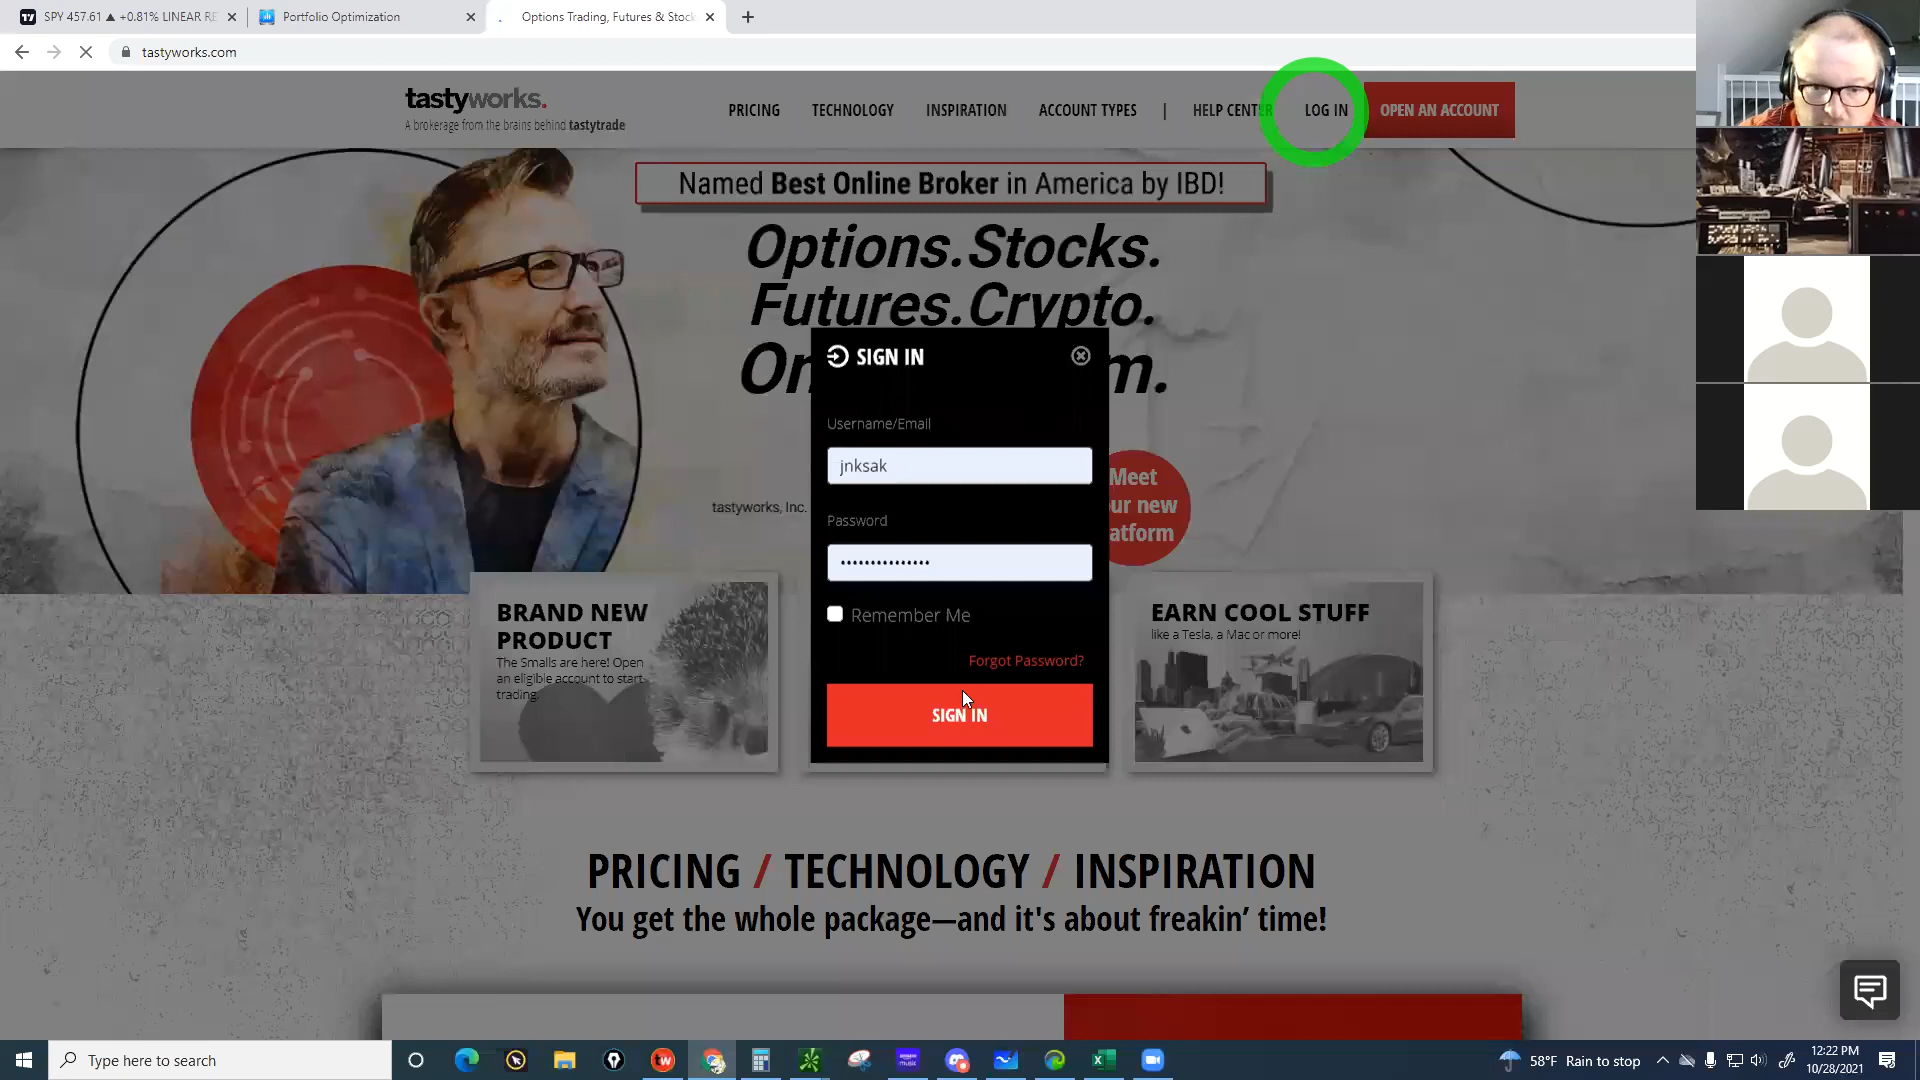 SPY 457.61 ▲ +0.81% LINEAR RE
Portfolio Optimization
Options Trading, Futures & Stock
tastyworks.com
tastyworks.
A brokerage from the brains behind tastytrade
PRICING
TECHNOLOGY
INSPIRATION
ACCOUNT TYPES
|
HELP CENTER
LOG IN
OPEN AN ACCOUNT
Named Best Online Broker in America by IBD!
Options.Stocks.
Futures.Crypto.
On
m.
SIGN IN
Username/Email
jnksak
Password
•••••••••••••••
Remember Me
Forgot Password?
SIGN IN
tastyworks, Inc.
Meet
ur new
atform
BRAND NEW
PRODUCT
The Smalls are here! Open
an eligible account to start
trading.
EARN COOL STUFF
like a Tesla, a Mac or more!
PRICING / TECHNOLOGY / INSPIRATION
You get the whole package—and it's about freakin’ time!
Type here to search
58°F Rain to stop
12:22 PM
10/28/2021